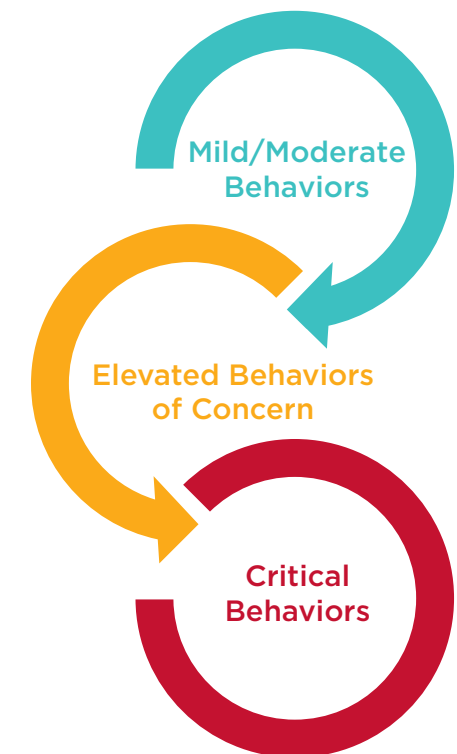 Mild/Moderate
Behaviors
Elevated Behaviors
of Concern
Critical
Behaviors